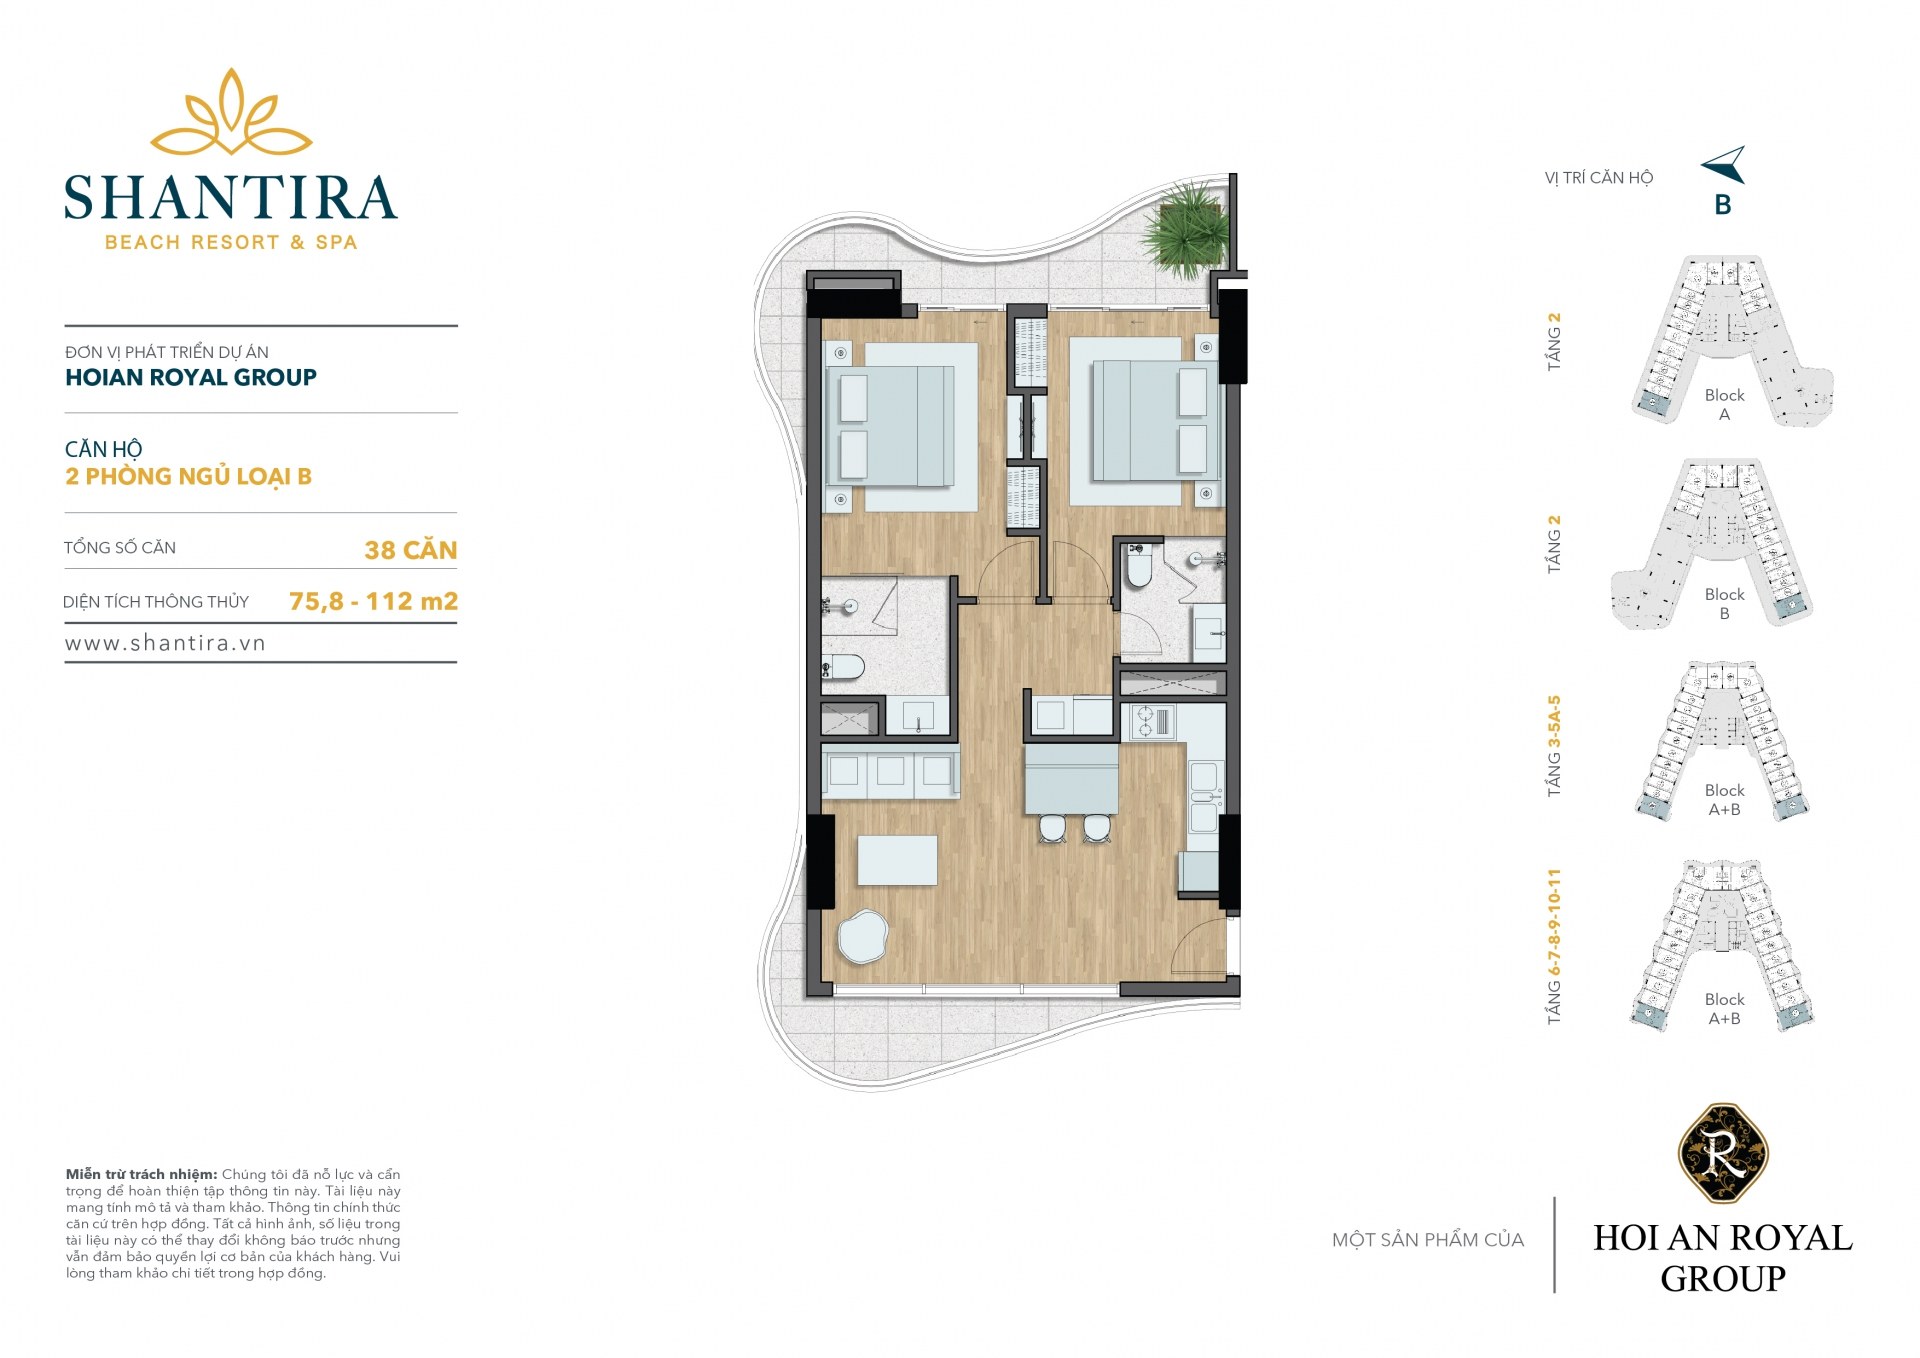 SHANTIRA
BEACH RESORT & SPA
ĐƠN VỊ PHÁT TRIỂN DỰ ÁN
HOIAN ROYAL GROUP
CĂN HỘ
2 PHÒNG NGỦ LOẠI B
TỔNG SỐ CĂN 38 CĂN
DIỆN TÍCH THÔNG THỦY 75,8 - 112 m2
www.shantira.vn
Miễn trừ trách nhiệm: Chúng tôi đã nỗ lực và cẩn
trọng để hoàn thiện tập thông tin này. Tài liệu này
mang tính mô tả và tham khảo. Thông tin chính thức
căn cứ trên hợp đồng. Tất cả hình ảnh, số liệu trong
tài liệu này có thể thay đổi không báo trước nhưng
vẫn đảm bảo quyền lợi cơ bản của khách hàng. Vui
lòng tham khảo chi tiết trong hợp đồng.
VỊ TRÍ CĂN HỘ
B
TẦNG 2
Block
A
TẦNG 2
Block
B
TẦNG 3-5A-5
Block
A+B
TẦNG 6-7-8-9-10-11
Block
A+B
MỘT SẢN PHẨM CỦA
R
HOI AN ROYAL
GROUP